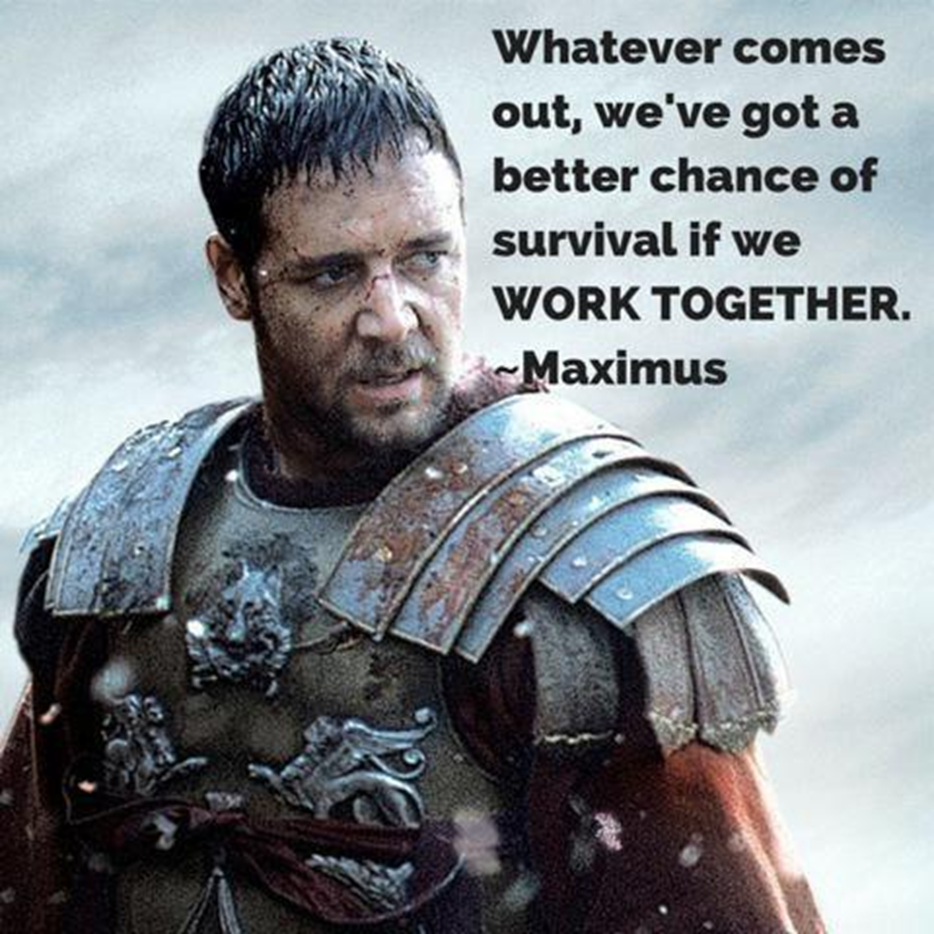 Whatever comes
out, we've got a
better chance of
survival if we
WORK TOGETHER.
~Maximus